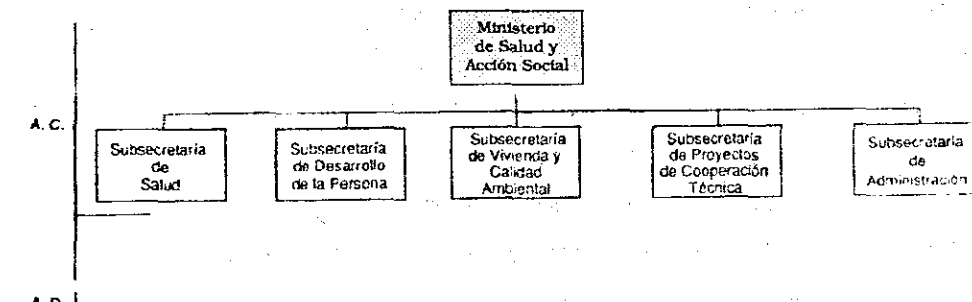 Ministerio
de Salud y
Acción Social
A. C.
Subsecretaría
de
Salud
Subsecretaría
de Desarrollo
de la Persona
Subsecretaría
de Vivienda y
Calidad
Ambiental
Subsecretaría
de Proyectos
de Cooperación
Técnica
Subsecretaría
de
Administración
A. D.